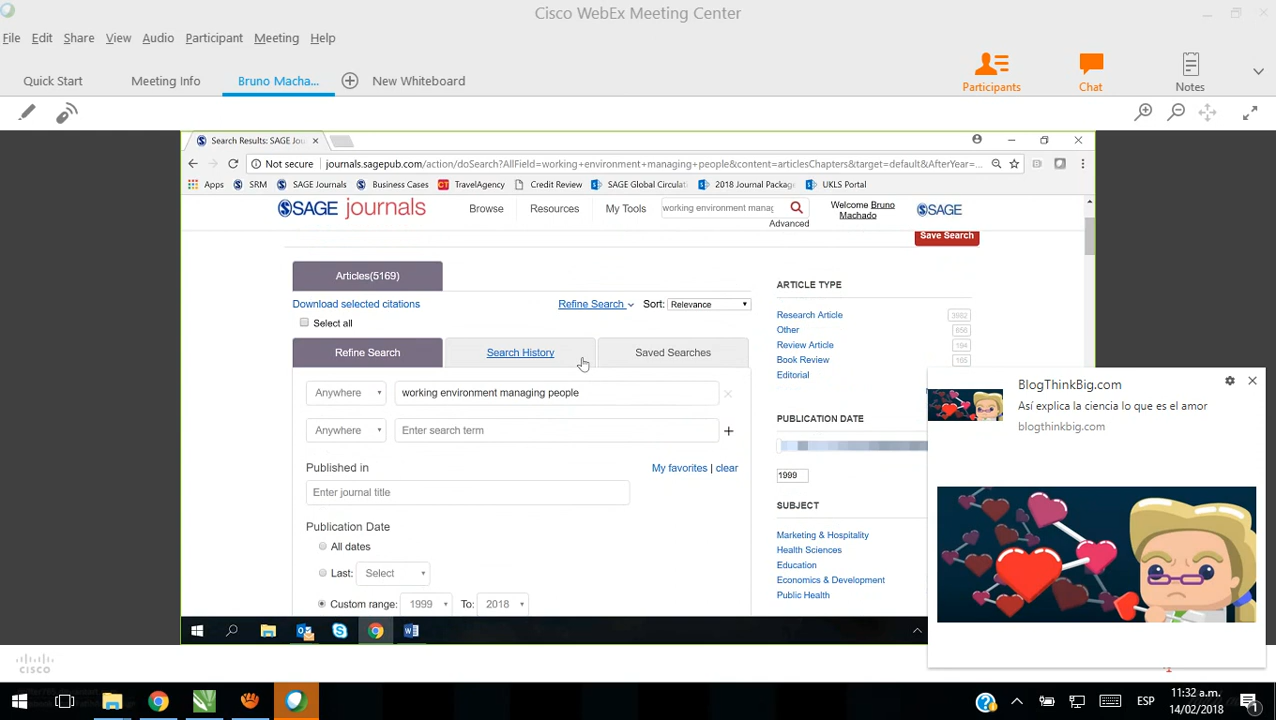 Cisco WebEx Meeting Center
File Edit Share View Audio Participant Meeting Help
Quick Start Meeting Info Bruno Macha... New Whiteboard
Participants Chat Notes
Search Results: SAGE Jou
Not secure journals.sagepub.com/action/doSearch?AllField=working+environment+managing+people&content=articlesChapters&target=default&AfterYear=...
Apps SRM SAGE Journals Business Cases CT TravelAgency Credit Review SAGE Global Circulati 2018 Journal Package UKLS Portal
SAGE journals Browse Resources My Tools working environment manag Welcome Bruno Machado SAGE
Advanced
Save Search
Articles(5169)
Download selected citations Refine Search Sort: Relevance
Select all
Refine Search Search History Saved Searches
Anywhere working environment managing people
Anywhere Enter search term
Published in My favorites | clear
Enter journal title
Publication Date
All dates
Last: Select
Custom range: 1999 To: 2018
ARTICLE TYPE
Research Article 3982
Other 656
Review Article 194
Book Review 165
Editorial
PUBLICATION DATE
1999
SUBJECT
Marketing & Hospitality
Health Sciences
Education
Economics & Development
Public Health
BlogThinkBig.com
Así explica la ciencia lo que es el amor
blogthinkbig.com
cisco
ESP
11:32 a.m.
14/02/2018
1